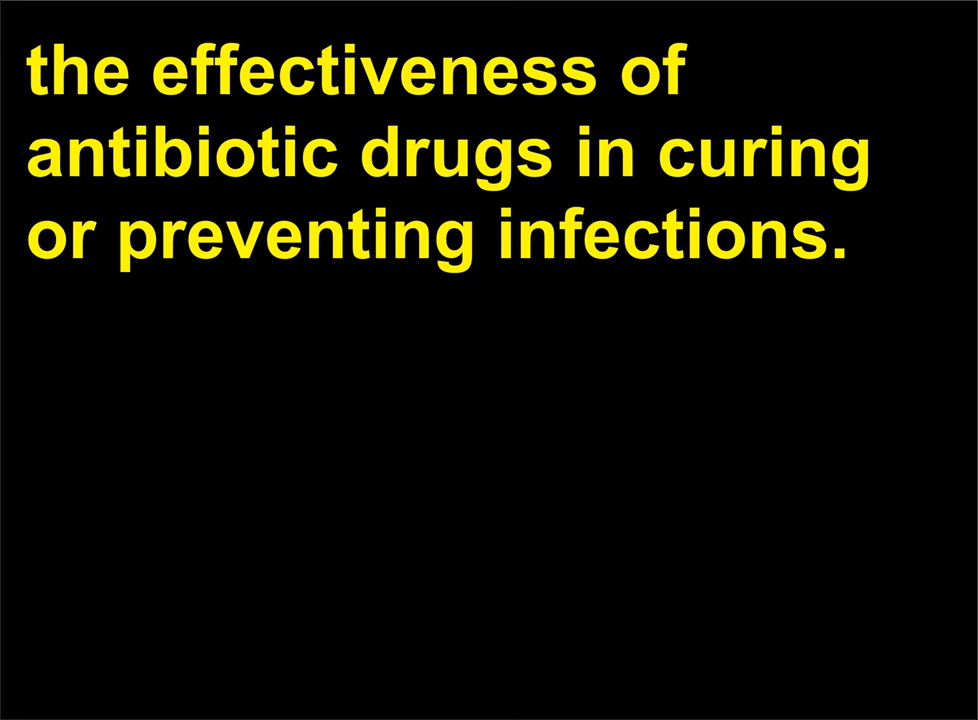 the effectiveness of
antibiotic drugs in curing
or preventing infections.